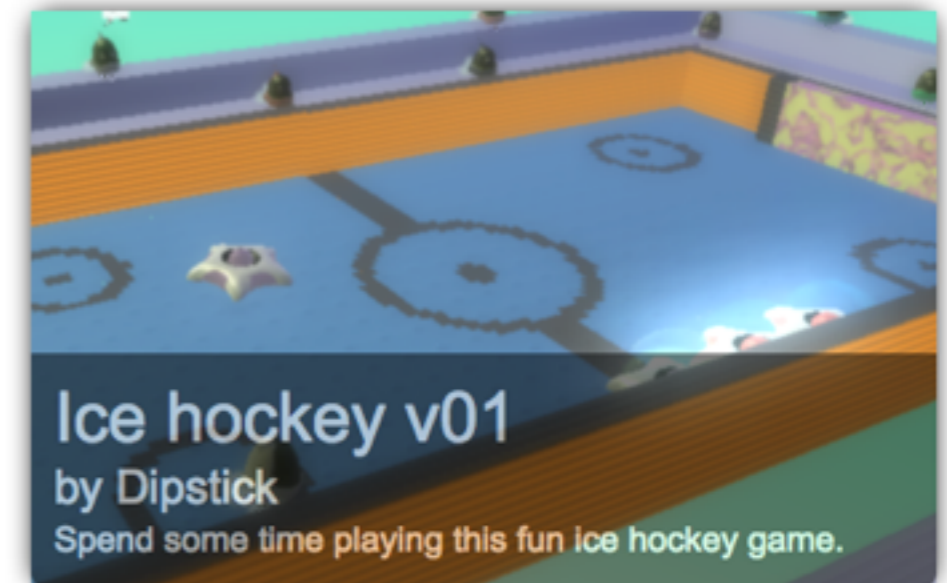 Ice hockey v01
by Dipstick
Spend some time playing this fun ice hockey game.